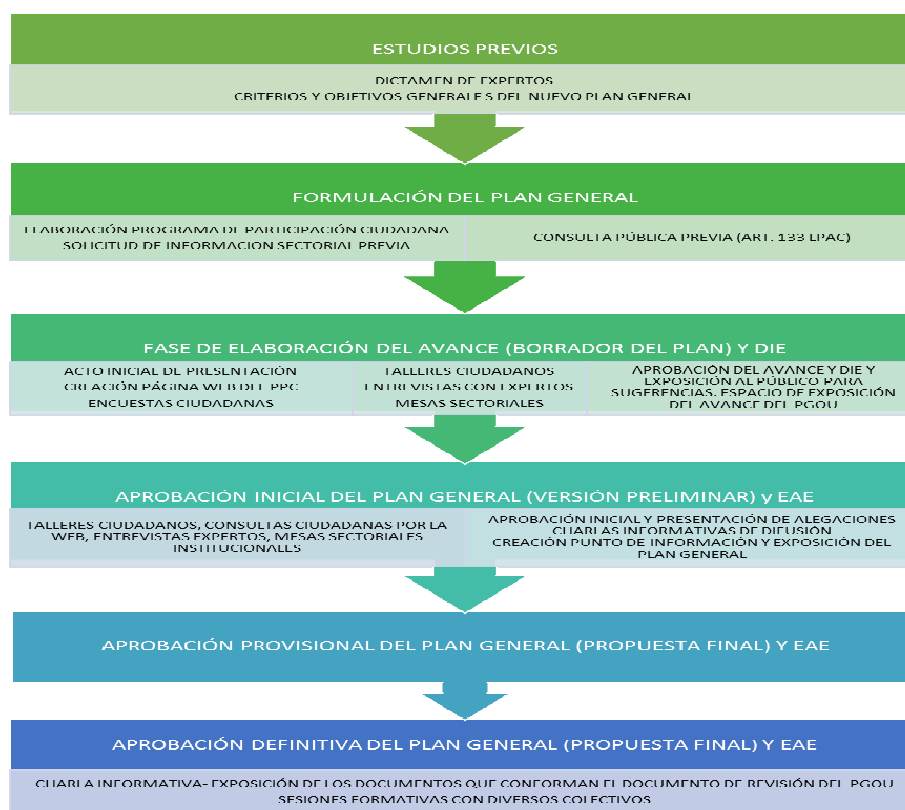 ESTUDIOS PREVIOS
DICTAMEN DE EXPERTOS
CRITERIOS Y OBJETIVOS GENERALES DEL NUEVO PLAN GENERAL
FORMULACIÓN DEL PLAN GENERAL
ELABORACIÓN PROGRAMA DE PARTICIPACIÓN CIUDADANA
SOLICITUD DE INFORMACION SECTORIAL PREVIA
CONSULTA PÚBLICA PREVIA (ART. 133 LPAC)
FASE DE ELABORACIÓN DEL AVANCE (BORRADOR DEL PLAN) Y DIE
ACTO INICIAL DE PRESENTACIÓN
CREACIÓN PÁGINA WEB DEL PPC
ENCUESTAS CIUDADANAS
TALLERES CIUDADANOS
ENTREVISTAS CON EXPERTOS
MESAS SECTORIALES
APROBACIÓN DEL AVANCE Y DIE Y
EXPOSICIÓN AL PÚBLICO PARA
SUGERENCIAS. ESPACIO DE EXPOSICIÓN
DEL AVANCE DEL PGOU
APROBACIÓN INICIAL DEL PLAN GENERAL (VERSIÓN PRELIMINAR) y EAE
TALLERES CIUDADANOS, CONSULTAS CIUDADANAS POR LA
WEB, ENTREVISTAS EXPERTOS, MESAS SECTORIALES
INSTITUCIONALES
APROBACIÓN INICIAL Y PRESENTACIÓN DE ALEGACIONES
CHARLAS INFORMATIVAS DE DIFUSIÓN
CREACIÓN PUNTO DE INFORMACIÓN Y EXPOSICIÓN DEL
PLAN GENERAL
APROBACIÓN PROVISIONAL DEL PLAN GENERAL (PROPUESTA FINAL) Y EAE
APROBACIÓN DEFINITIVA DEL PLAN GENERAL (PROPUESTA FINAL) Y EAE
CHARLA INFORMATIVA- EXPOSICIÓN DE LOS DOCUMENTOS QUE CONFORMAN EL DOCUMENTO DE REVISIÓN DEL PGOU
SESIONES FORMATIVAS CON DIVERSOS COLECTIVOS